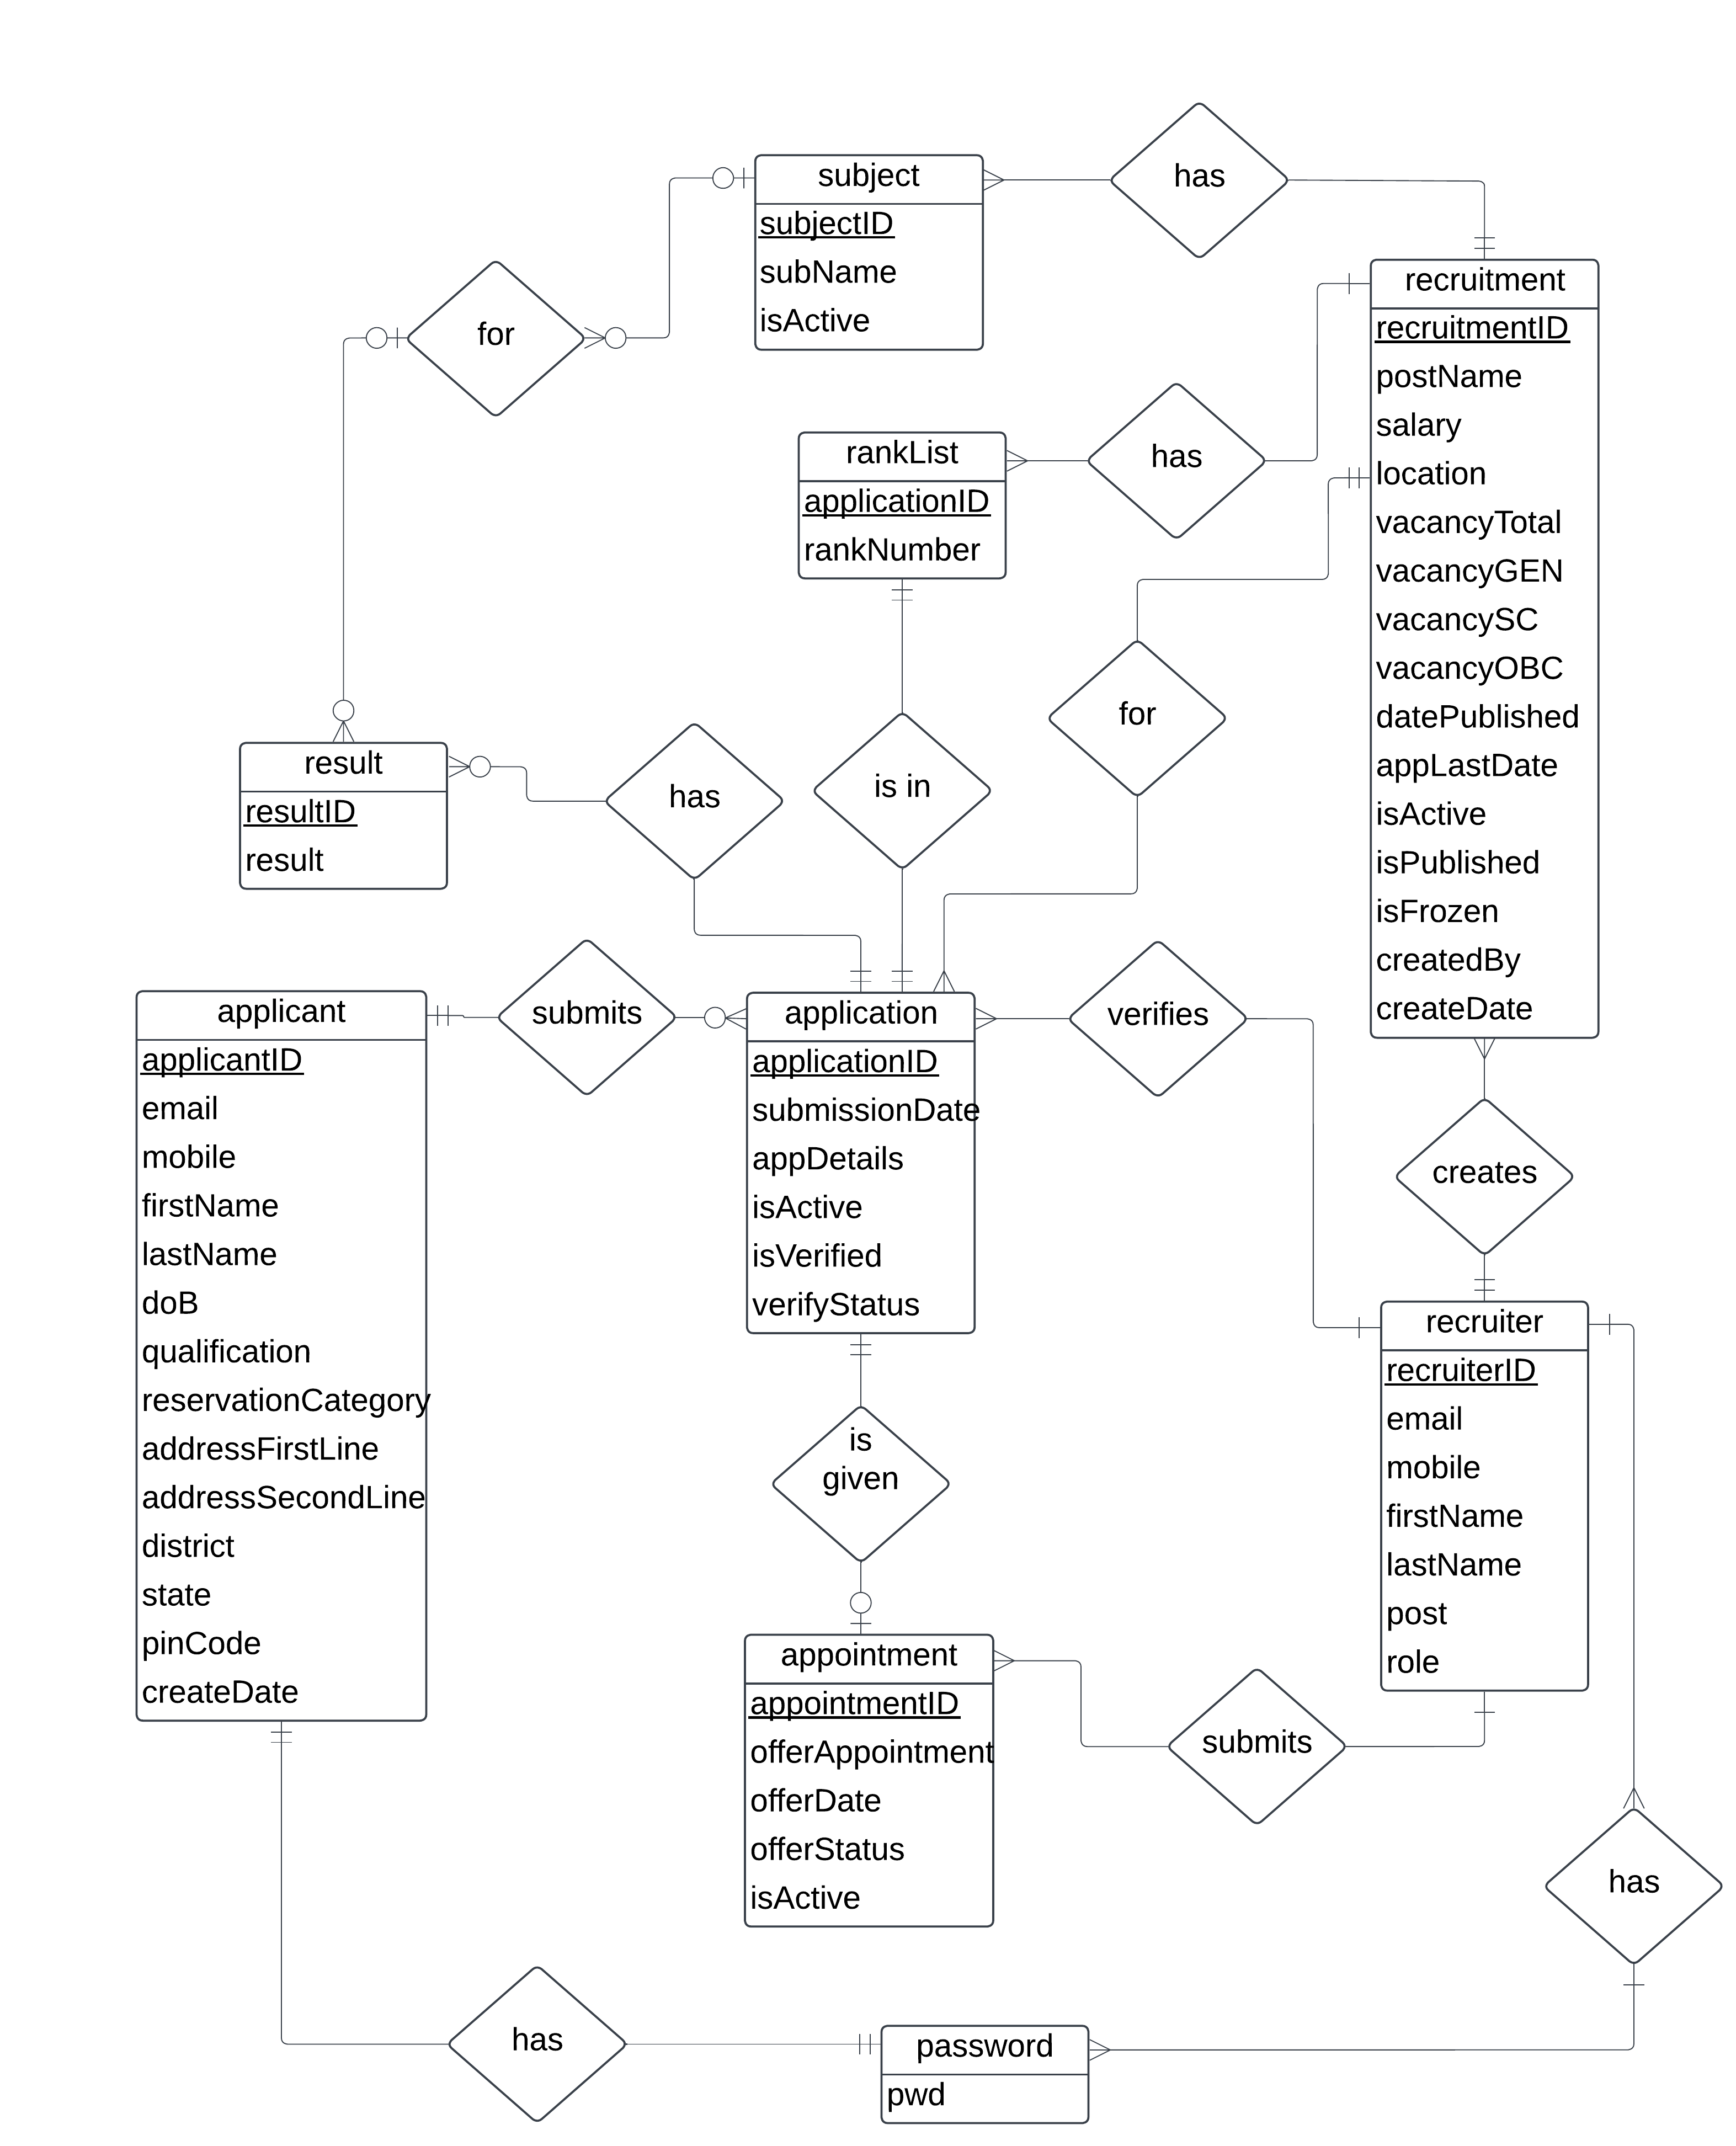 subject
subjectID
subName
isActive
has
recruitment
recruitmentID
postName
salary
location
vacancyTotal
vacancyGEN
vacancySC
vacancyOBC
datePublished
appLastDate
isActive
isPublished
isFrozen
createdBy
createDate
for
rankList
applicationID
rankNumber
has
for
result
resultID
result
has
is in
applicant
applicantID
email
mobile
firstName
lastName
doB
qualification
reservationCategory
addressFirstLine
addressSecondLine
district
state
pinCode
createDate
submits
application
applicationID
submissionDate
appDetails
isActive
isVerified
verifyStatus
verifies
creates
recruiter
recruiterID
email
mobile
firstName
lastName
post
role
is
given
appointment
appointmentID
offerAppointment
offerDate
offerStatus
isActive
submits
has
has
password
pwd